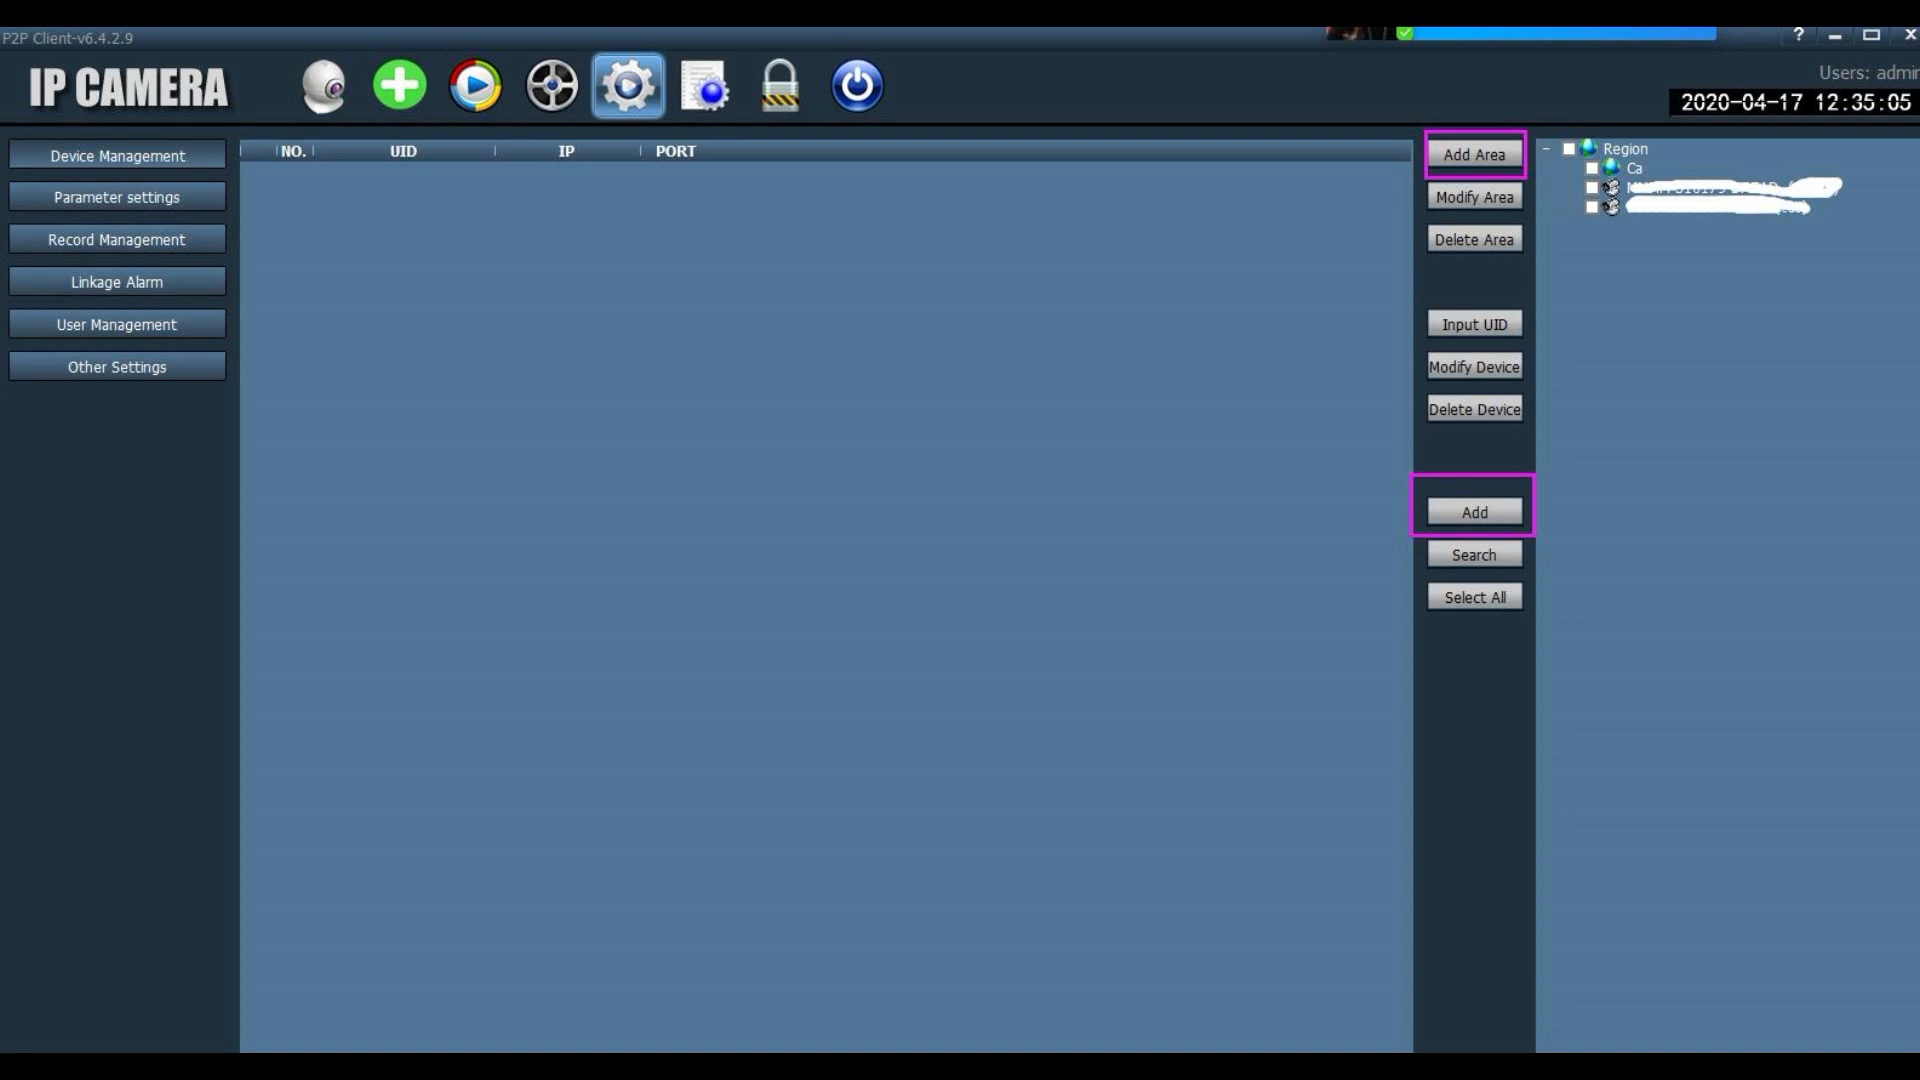 P2P Client-v6.4.2.9
IP CAMERA
Users: admin
2020-04-17 12:35:05
Device Management
Parameter settings
Record Management
Linkage Alarm
User Management
Other Settings
NO. UID IP PORT
Add Area
Modify Area
Delete Area
Input UID
Modify Device
Delete Device
Add
Search
Select All
Region
Ca